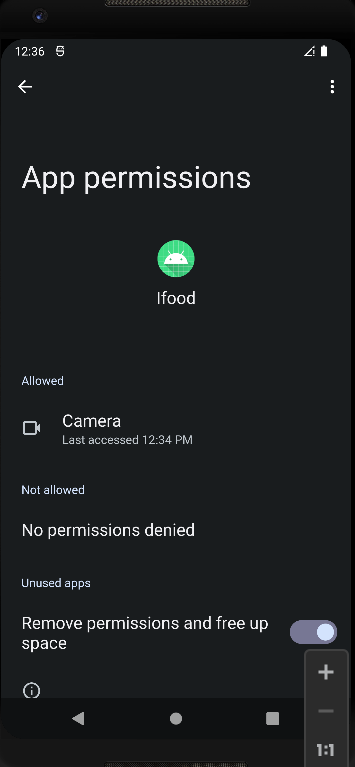 12:36
App permissions
Ifood
Allowed
Camera
Last accessed 12:34 PM
Not allowed
No permissions denied
Unused apps
Remove permissions and free up
space
1:1